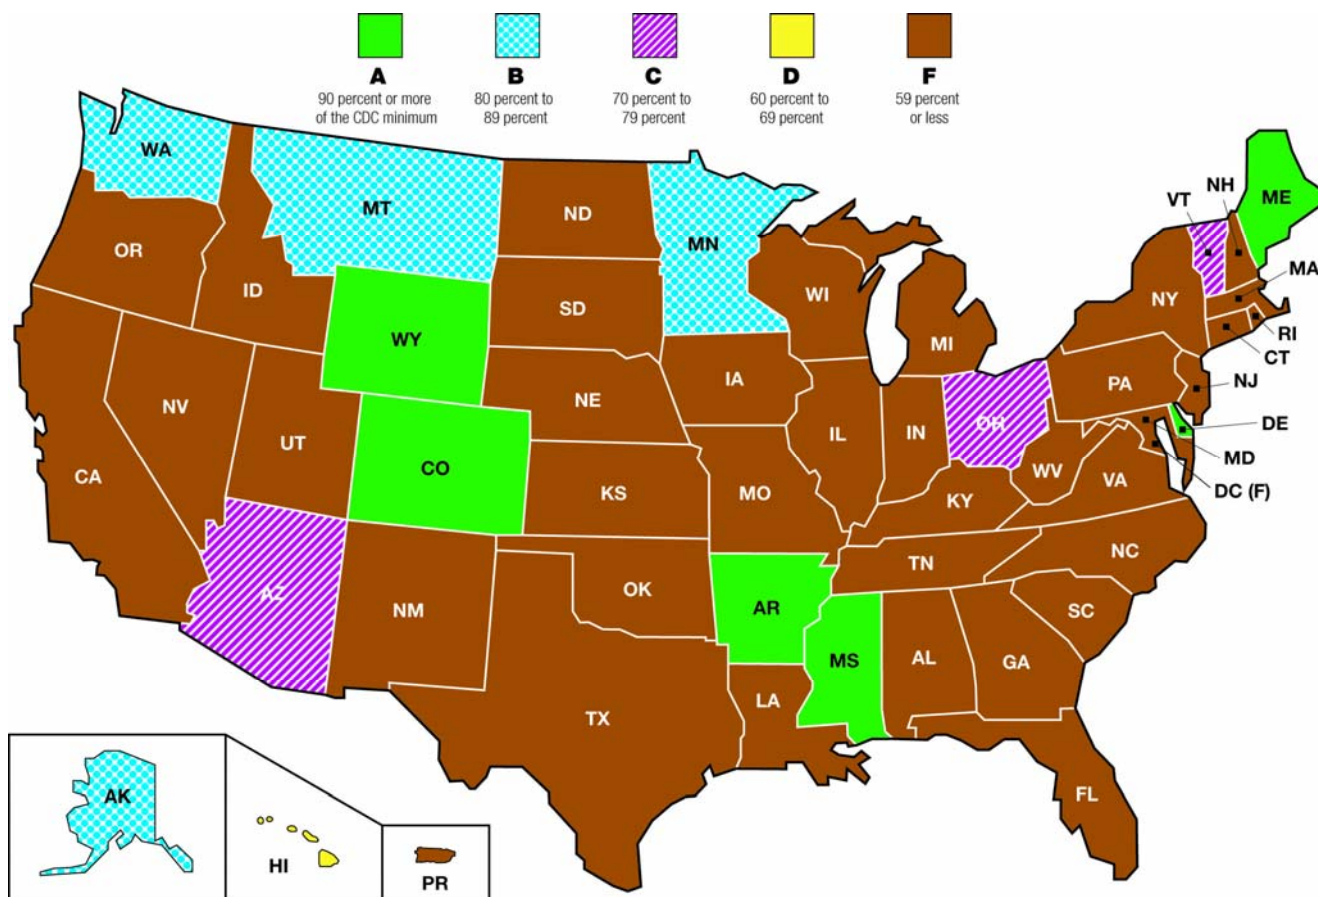 A
B
C
D
F
90 percent or more
of the CDC minimum
80 percent to
89 percent
70 percent to
79 percent
60 percent to
69 percent
59 percent
or less
WA
MT
ND
MN
VT
NH
ME
OR
ID
SD
WI
MI
NY
MA
RI
CT
WY
NV
UT
CO
NE
IA
IL
IN
OH
PA
NJ
DE
MD
DC (F)
CA
KS
MO
KY
WV
VA
AZ
NM
OK
AR
TN
NC
SC
TX
LA
MS
AL
GA
FL
AK
HI
PR